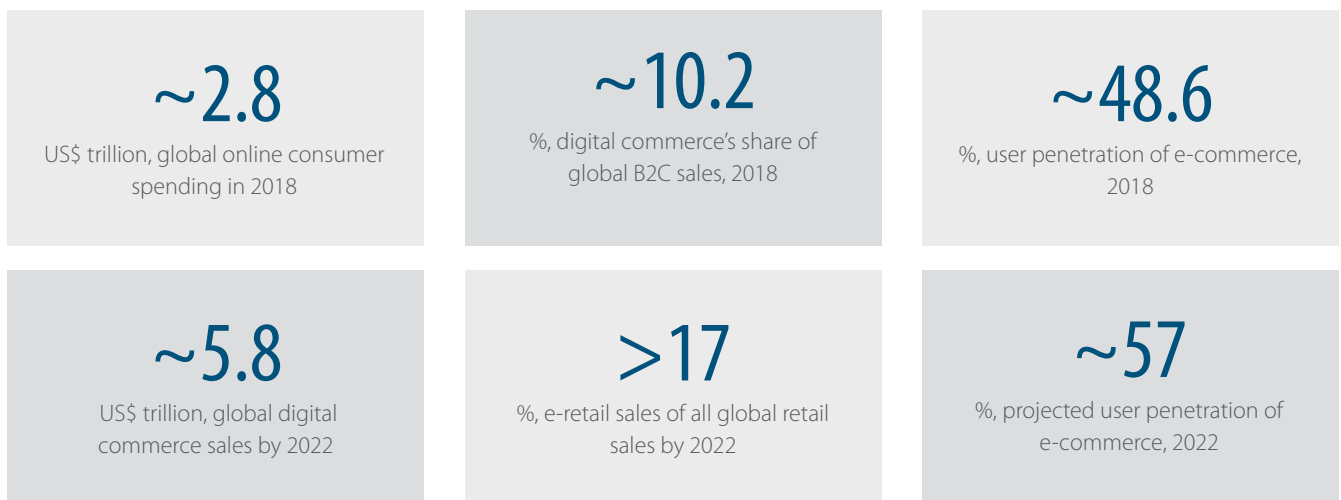 ~2.8
US$ trillion, global online consumer
spending in 2018
~10.2
%, digital commerce’s share of
global B2C sales, 2018
~48.6
%, user penetration of e-commerce,
2018
~5.8
US$ trillion, global digital
commerce sales by 2022
>17
%, e-retail sales of all global retail
sales by 2022
~57
%, projected user penetration of
e-commerce, 2022